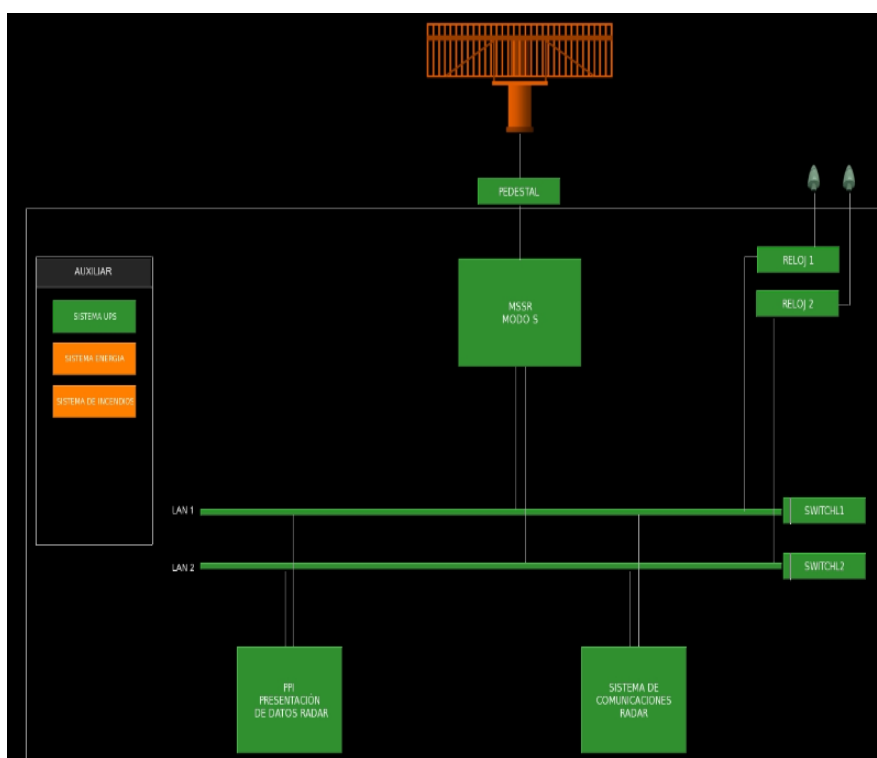 PEDESTAL
AUXILIAR
SISTEMA UPS
SISTEMA ENERGIA
SISTEMA DE INCENDIOS
MSSR
MODO S
RELOJ 1
RELOJ 2
LAN 1
SWITCHL1
LAN 2
SWITCHL2
PPI
PRESENTACIÓN
DE DATOS RADAR
SISTEMA DE
COMUNICACIONES
RADAR